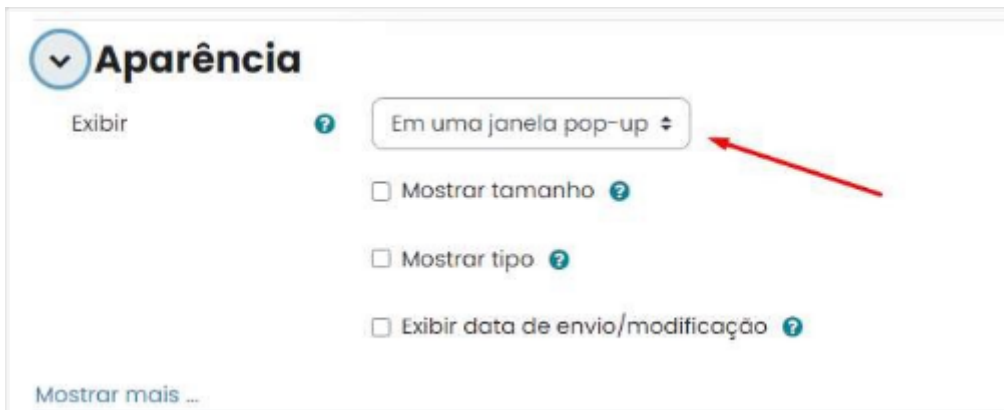 Aparência
Exibir ? Em uma janela pop-up
Mostrar tamanho ?
Mostrar tipo ?
Exibir data de envio/modificação ?
Mostrar mais ...